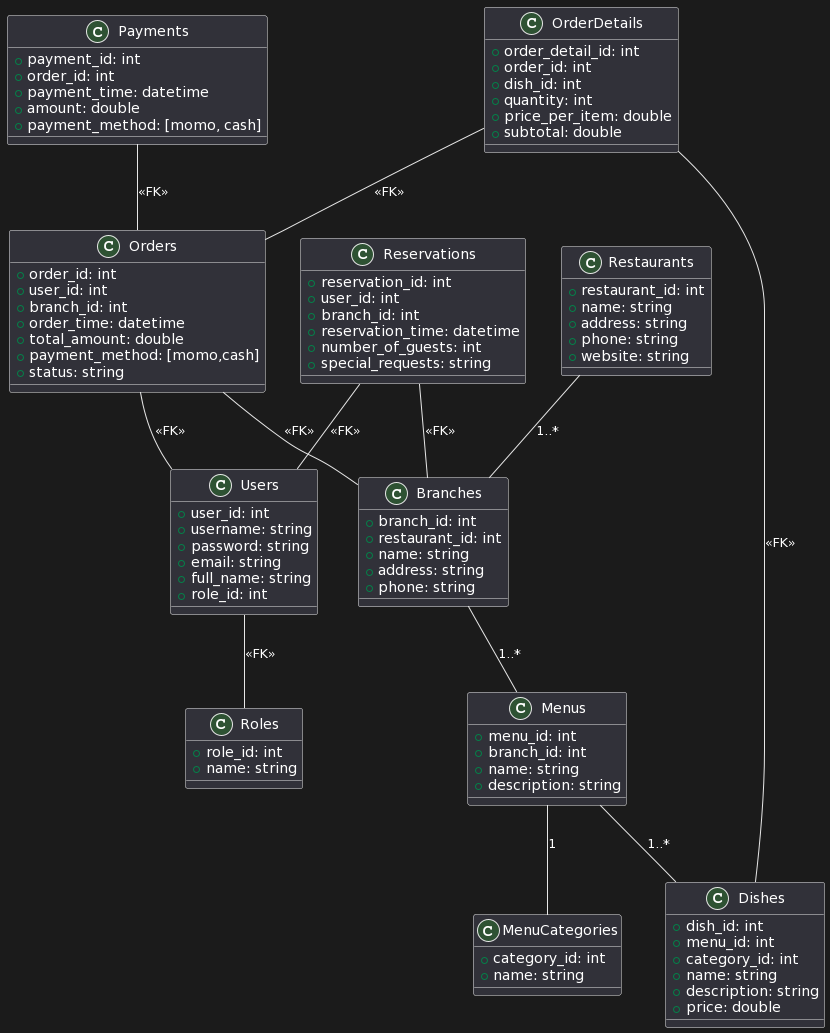 C Payments
payment_id: int
order_id: int
payment_time: datetime
amount: double
payment_method: [momo, cash]
C OrderDetails
order_detail_id: int
order_id: int
dish_id: int
quantity: int
price_per_item: double
subtotal: double
«FK»
«FK»
C Orders
order_id: int
user_id: int
branch_id: int
order_time: datetime
total_amount: double
payment_method: [momo,cash]
status: string
C Reservations
reservation_id: int
user_id: int
branch_id: int
reservation_time: datetime
number_of_guests: int
special_requests: string
C Restaurants
restaurant_id: int
name: string
address: string
phone: string
website: string
«FK»
«FK»
«FK»
«FK»
1..*
C Users
user_id: int
username: string
password: string
email: string
full_name: string
role_id: int
C Branches
branch_id: int
restaurant_id: int
name: string
address: string
phone: string
«FK»
«FK»
1..*
C Roles
role_id: int
name: string
C Menus
menu_id: int
branch_id: int
name: string
description: string
1
1..*
C MenuCategories
category_id: int
name: string
C Dishes
dish_id: int
menu_id: int
category_id: int
name: string
description: string
price: double